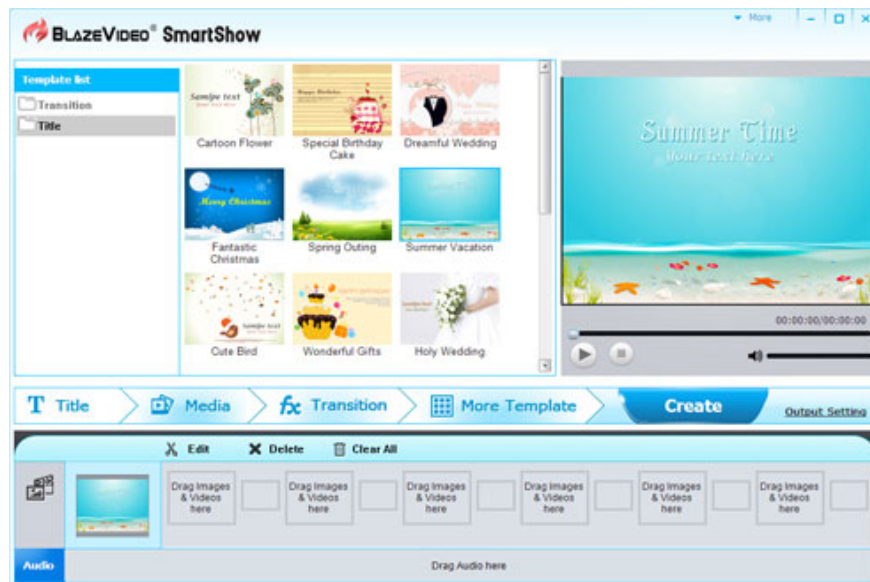 More
BLAZEVIDEO® SmartShow
Template list
Transition
Title
Samlpe text
Cartoon Flower
Happy Birthday
Special Birthday
Cake
Dreamful Wedding
Merry Christmas
Fantastic
Christmas
Spring Outing
Summer Vacation
Cute Bird
Wonderful Gifts
Holy Wedding
Summer Time
Your text here
00:00:00/00:00:00
T Title
Media
fx Transition
More Template
Create
Output Setting
Edit
Delete
Clear All
Drag Images
& Videos
here
Drag Images
& Videos
here
Drag Images
& Videos
here
Drag Images
& Videos
here
Drag Images
& Videos
here
Drag Images
& Videos
here
Audio
Drag Audio here